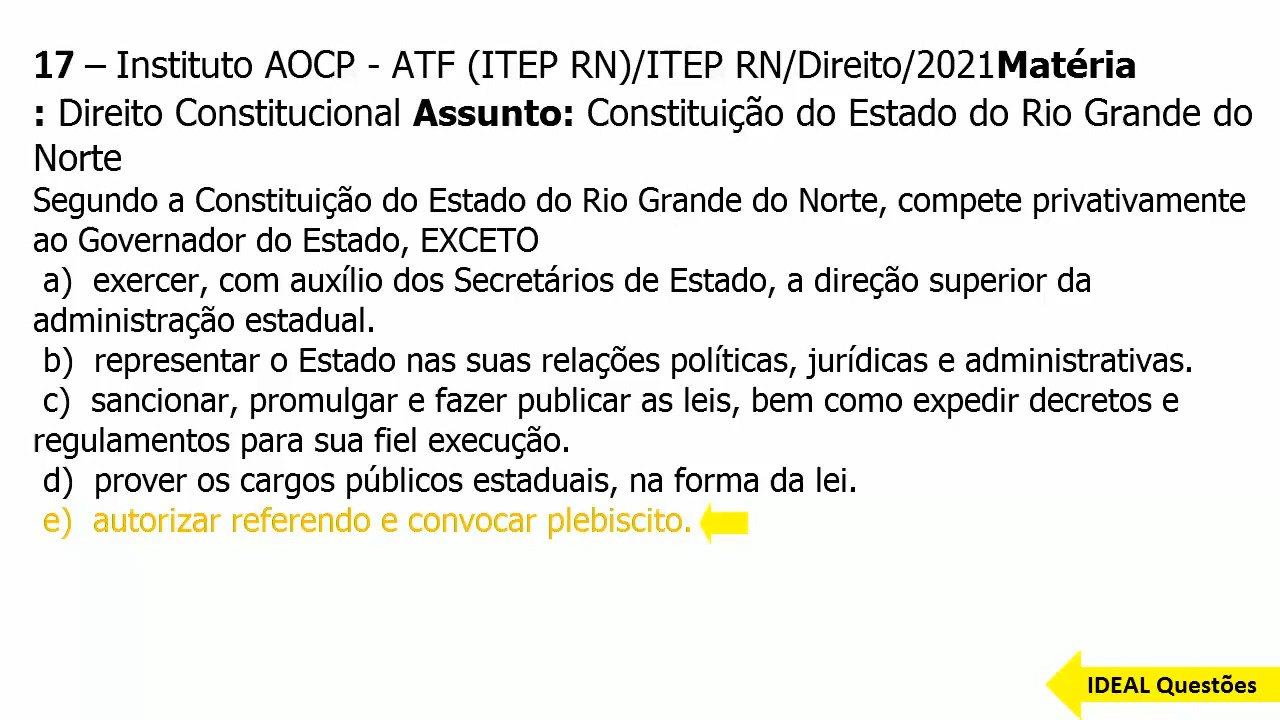 17 – Instituto AOCP - ATF (ITEP RN)/ITEP RN/Direito/2021Matéria
: Direito Constitucional Assunto: Constituição do Estado do Rio Grande do
Norte
Segundo a Constituição do Estado do Rio Grande do Norte, compete privativamente
ao Governador do Estado, EXCETO
a) exercer, com auxílio dos Secretários de Estado, a direção superior da
administração estadual.
b) representar o Estado nas suas relações políticas, jurídicas e administrativas.
c) sancionar, promulgar e fazer publicar as leis, bem como expedir decretos e
regulamentos para sua fiel execução.
d) prover os cargos públicos estaduais, na forma da lei.
e) autorizar referendo e convocar plebiscito.
IDEAL Questões